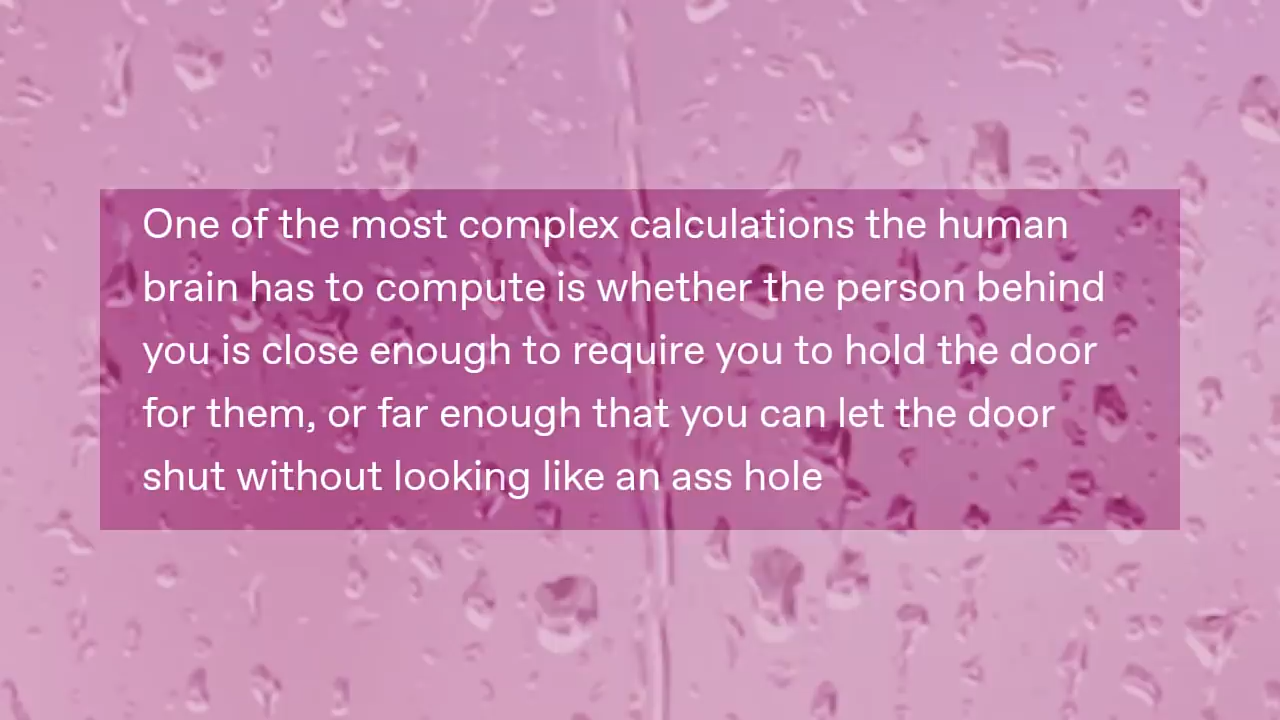 One of the most complex calculations the human
brain has to compute is whether the person behind
you is close enough to require you to hold the door
for them, or far enough that you can let the door
shut without looking like an ass hole